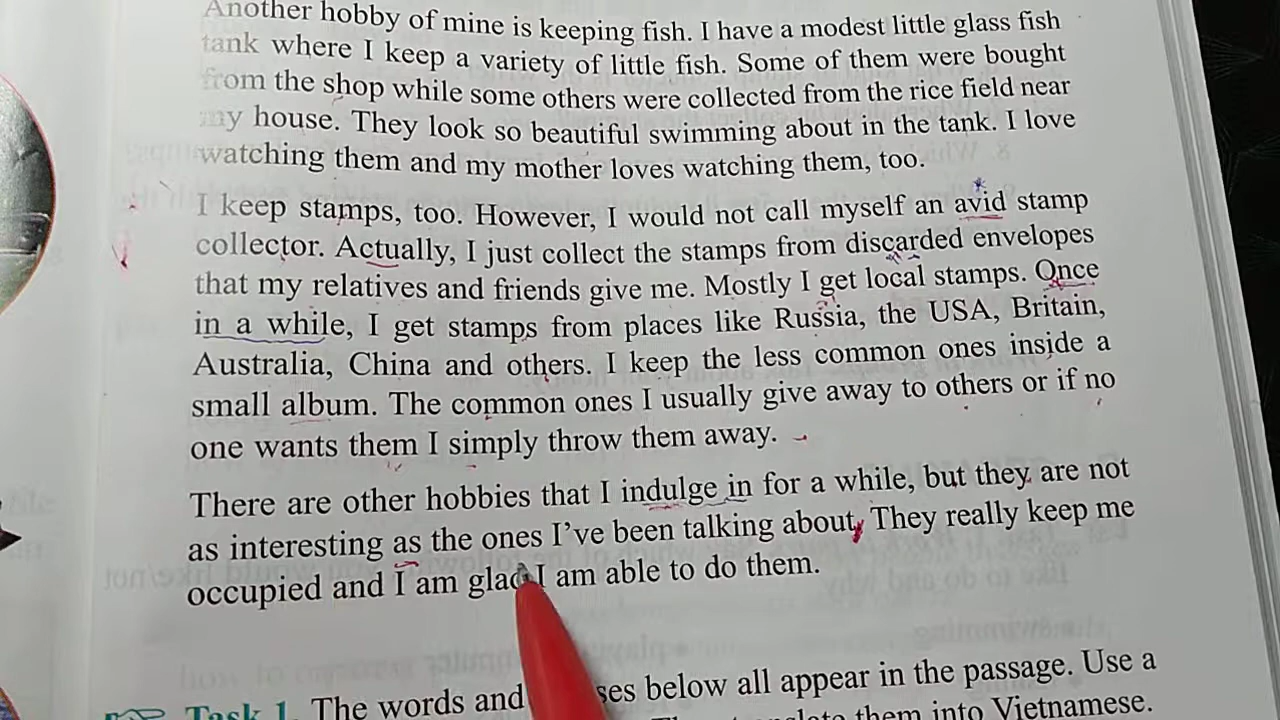 Another hobby of mine is keeping fish. I have a modest little glass fish
tank where I keep a variety of little fish. Some of them were bought
from the shop while some others were collected from the rice field near
my house. They look so beautiful swimming about in the tank. I love
watching them and my mother loves watching them, too.
I keep stamps, too. However, I would not call myself an avid stamp
collector. Actually, I just collect the stamps from discarded envelopes
that my relatives and friends give me. Mostly I get local stamps. Once
in a while, I get stamps from places like Russia, the USA, Britain,
Australia, China and others. I keep the less common ones inside a
small album. The common ones I usually give away to others or if no
one wants them I simply throw them away.
There are other hobbies that I indulge in for a while, but they are not
as interesting as the ones I've been talking about. They really keep me
occupied and I am glad I am able to do them.
Task 1. The words and below all appear in the passage. Use a
them into Vietnamese.